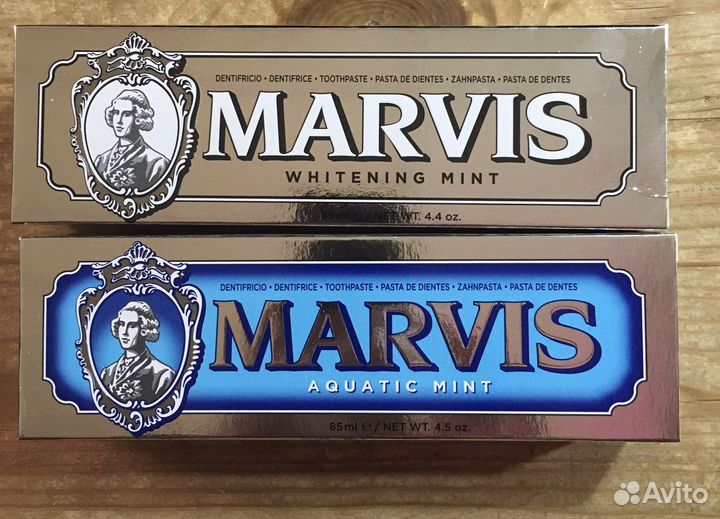 DENTIFRICIO • DENTIFRICE • TOOTHPASTE • PASTA DE DIENTES • ZAHNPASTA • PASTA DE DENTES
MARVIS
WHITENING MINT
85ml e / NET WT. 4.4 oz.
DENTIFRICIO • DENTIFRICE • TOOTHPASTE • PASTA DE DIENTES • ZAHNPASTA • PASTA DE DENTES
MARVIS
AQUATIC MINT
85ml e / NET WT. 4.5 oz.
Avito